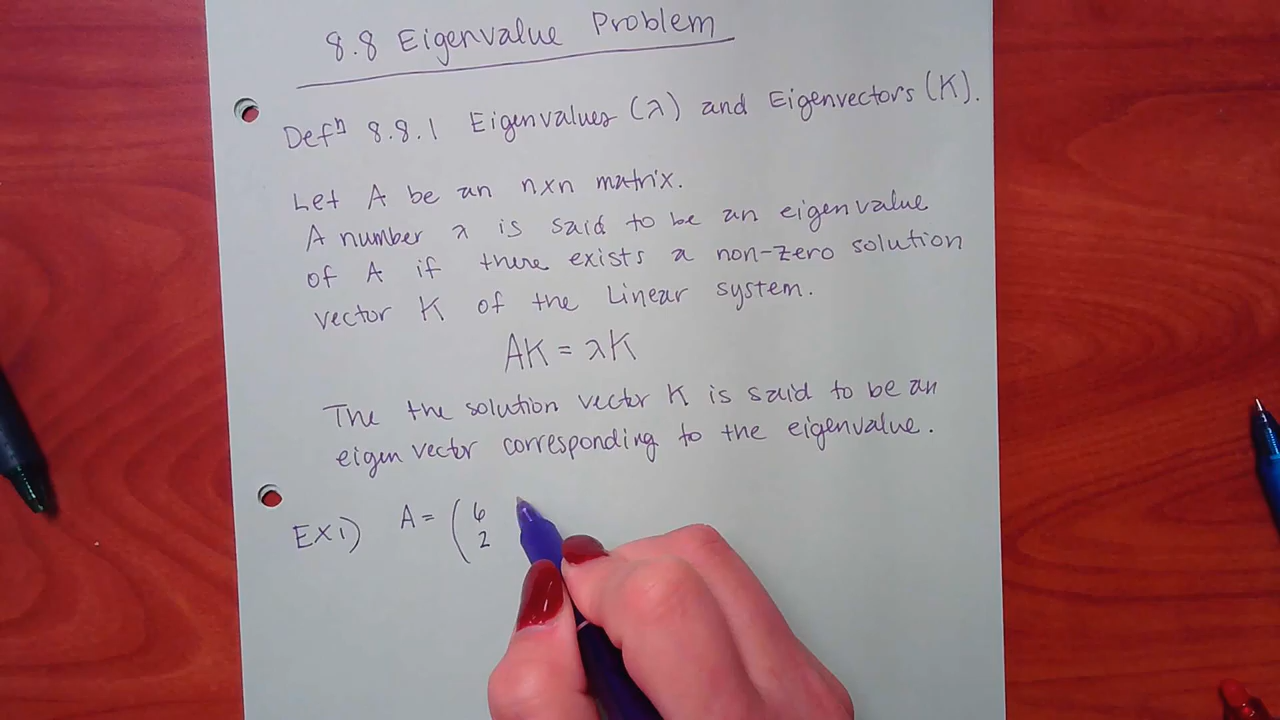 8.8 Eigenvalue Problem
Defⁿ 8.8.1 Eigenvalues (λ) and Eigenvectors (K).
Let A be an nxn matrix.
A number λ is said to be an eigenvalue
of A if there exists a non-zero solution
vector K of the Linear system.
AK = λK
The the solution vector K is said to be an
eigen vector corresponding to the eigenvalue.
EX1) A = ( 6
2